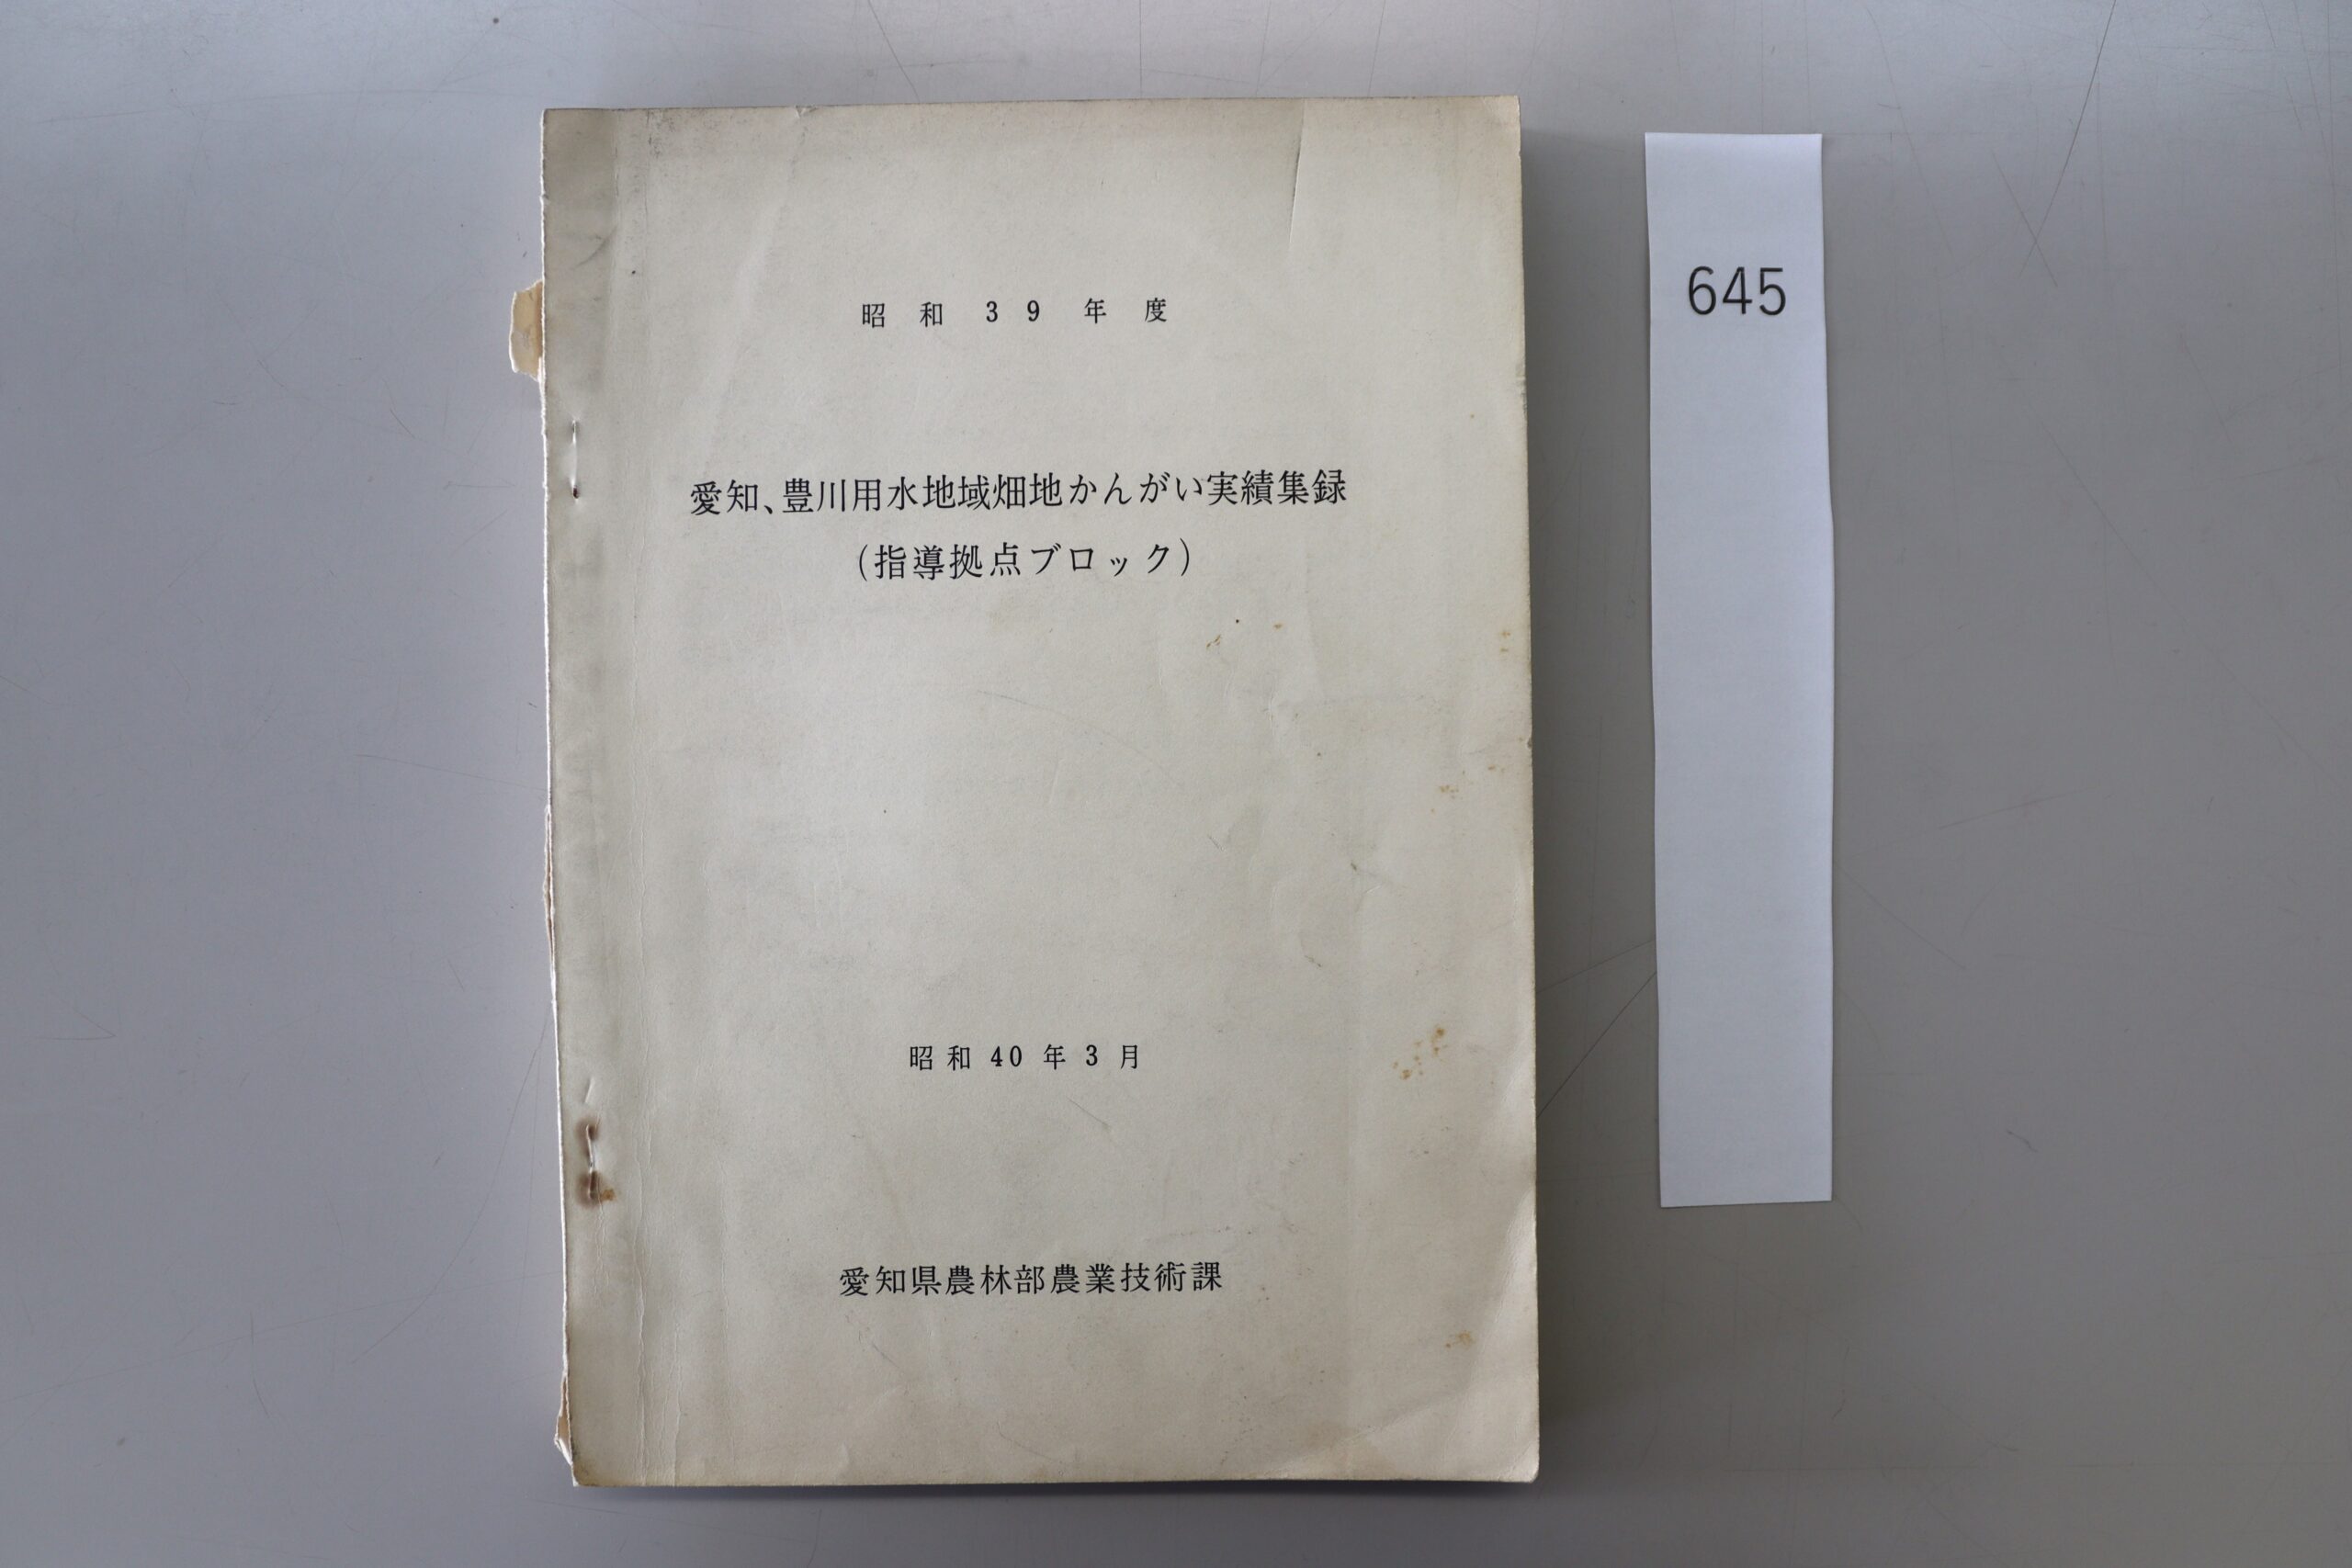 昭和39年度
愛知、豊川用水地域畑地かんがい実績集録
(指導拠点ブロック)
昭和40年3月
愛知県農林部農業技術課
645